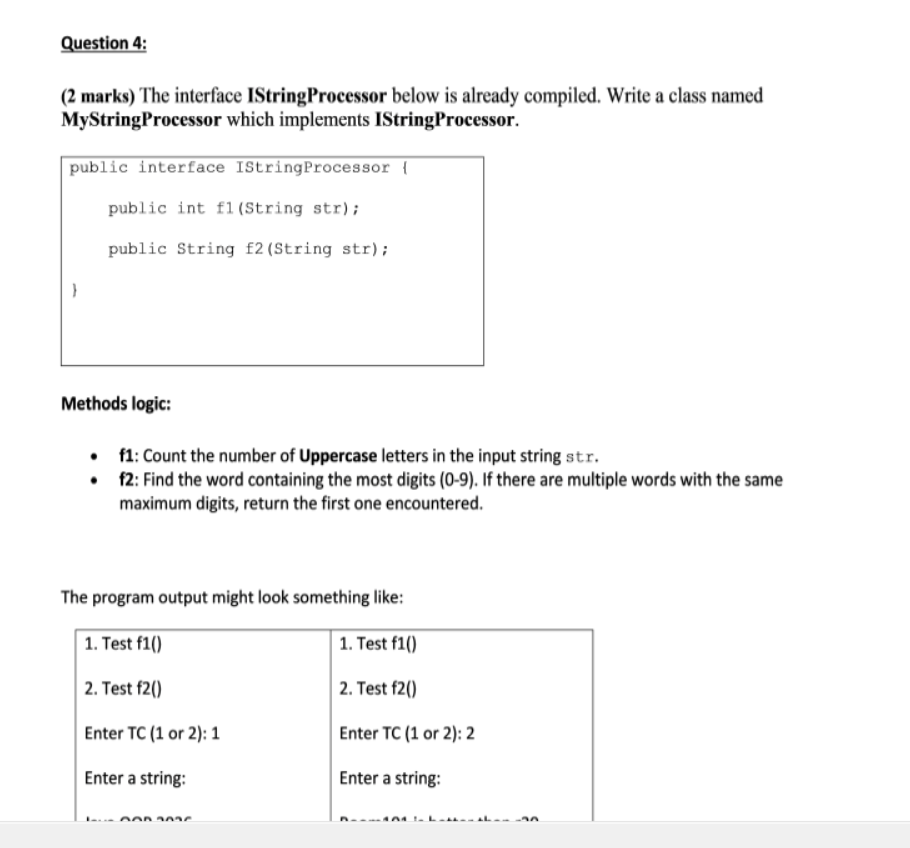 Question 4:
(2 marks) The interface IStringProcessor below is already compiled. Write a class named
MyStringProcessor which implements IStringProcessor.
public interface IStringProcessor {
public int f1(String str);
public String f2(String str);
}
Methods logic:
• f1: Count the number of Uppercase letters in the input string str.
• f2: Find the word containing the most digits (0-9). If there are multiple words with the same
maximum digits, return the first one encountered.
The program output might look something like:
1. Test f1()
2. Test f2()
Enter TC (1 or 2): 1
Enter a string:
1. Test f1()
2. Test f2()
Enter TC (1 or 2): 2
Enter a string: